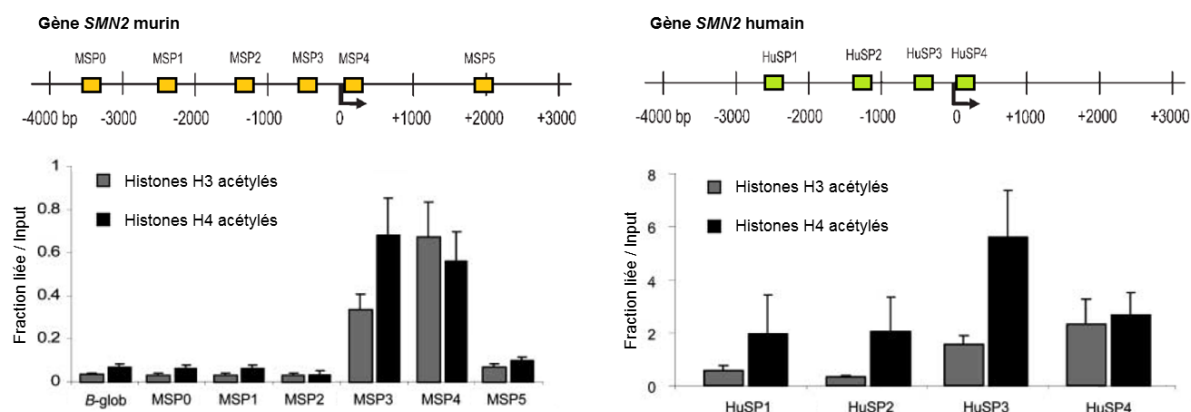 Gène SMN2 murin
MSP0 MSP1 MSP2 MSP3 MSP4 MSP5
-4000 bp -3000 -2000 -1000 0 +1000 +2000 +3000
Fraction liée / Input
1
0.8
0.6
0.4
0.2
0
Histones H3 acétylés
Histones H4 acétylés
B-glob MSP0 MSP1 MSP2 MSP3 MSP4 MSP5
Gène SMN2 humain
HuSP1 HuSP2 HuSP3 HuSP4
-4000 bp -3000 -2000 -1000 0 +1000 +2000 +3000
Fraction liée / Input
8
6
4
2
0
Histones H3 acétylés
Histones H4 acétylés
HuSP1 HuSP2 HuSP3 HuSP4